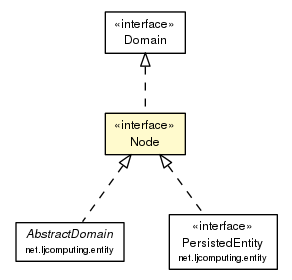 «interface»
Domain
«interface»
Node
AbstractDomain
net.ljcomputing.entity
«interface»
PersistedEntity
net.ljcomputing.entity